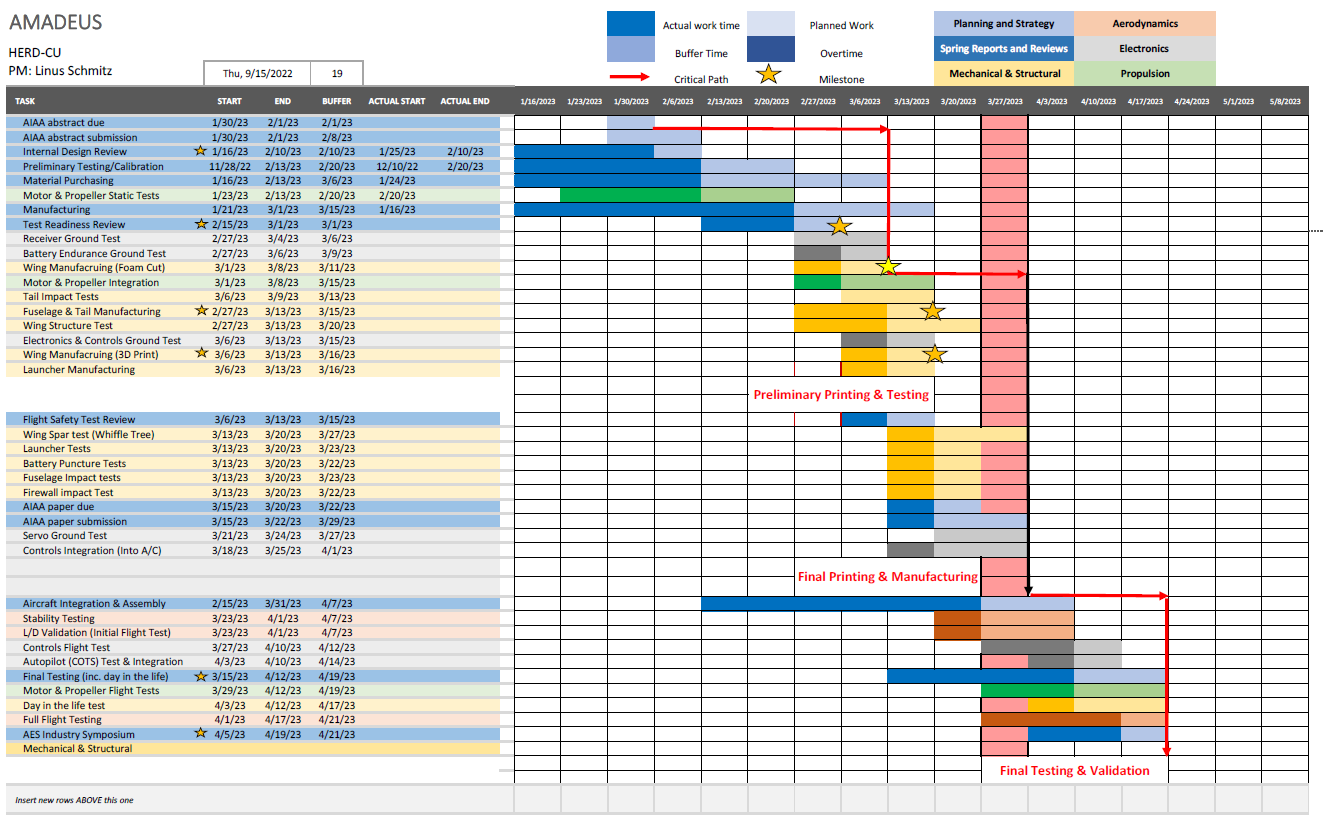 AMADEUS
HERD-CU
PM: Linus Schmitz
Thu, 9/15/2022 19
Actual work time Planned Work
Buffer Time Overtime
Critical Path Milestone
Planning and Strategy Aerodynamics
Spring Reports and Reviews Electronics
Mechanical & Structural Propulsion
TASK START END BUFFER ACTUAL START ACTUAL END 1/16/2023 1/23/2023 1/30/2023 2/6/2023 2/13/2023 2/20/2023 2/27/2023 3/6/2023 3/13/2023 3/20/2023 3/27/2023 4/3/2023 4/10/2023 4/17/2023 4/24/2023 5/1/2023 5/8/2023
AIAA abstract due 1/30/23 2/1/23 2/1/23
AIAA abstract submission 1/30/23 2/1/23 2/8/23
Internal Design Review 1/16/23 2/10/23 2/10/23 1/25/23 2/10/23
Preliminary Testing/Calibration 11/28/22 2/13/23 2/20/23 12/10/22 2/20/23
Material Purchasing 1/16/23 2/13/23 3/6/23 1/24/23
Motor & Propeller Static Tests 1/23/23 2/13/23 2/20/23 2/20/23
Manufacturing 1/21/23 3/1/23 3/15/23 1/16/23
Test Readiness Review 2/15/23 3/1/23 3/1/23
Receiver Ground Test 2/27/23 3/4/23 3/6/23
Battery Endurance Ground Test 2/27/23 3/6/23 3/9/23
Wing Manufacruing (Foam Cut) 3/1/23 3/8/23 3/11/23
Motor & Propeller Integration 3/1/23 3/8/23 3/15/23
Tail Impact Tests 3/6/23 3/9/23 3/13/23
Fuselage & Tail Manufacturing 2/27/23 3/13/23 3/15/23
Wing Structure Test 2/27/23 3/13/23 3/20/23
Electronics & Controls Ground Test 3/6/23 3/13/23 3/15/23
Wing Manufacruing (3D Print) 3/6/23 3/13/23 3/16/23
Launcher Manufacturing 3/6/23 3/13/23 3/16/23
Preliminary Printing & Testing
Flight Safety Test Review 3/6/23 3/13/23 3/15/23
Wing Spar test (Whiffle Tree) 3/13/23 3/20/23 3/27/23
Launcher Tests 3/13/23 3/20/23 3/23/23
Battery Puncture Tests 3/13/23 3/20/23 3/22/23
Fuselage Impact tests 3/13/23 3/20/23 3/23/23
Firewall impact Test 3/13/23 3/20/23 3/22/23
AIAA paper due 3/15/23 3/20/23 3/22/23
AIAA paper submission 3/15/23 3/22/23 3/29/23
Servo Ground Test 3/21/23 3/24/23 3/27/23
Controls Integration (Into A/C) 3/18/23 3/25/23 4/1/23
Final Printing & Manufacturing
Aircraft Integration & Assembly 2/15/23 3/31/23 4/7/23
Stability Testing 3/23/23 4/1/23 4/7/23
L/D Validation (Initial Flight Test) 3/23/23 4/1/23 4/7/23
Controls Flight Test 3/27/23 4/10/23 4/12/23
Autopilot (COTS) Test & Integration 4/3/23 4/10/23 4/14/23
Final Testing (inc. day in the life) 3/15/23 4/12/23 4/19/23
Motor & Propeller Flight Tests 3/29/23 4/12/23 4/19/23
Day in the life test 4/3/23 4/12/23 4/17/23
Full Flight Testing 4/1/23 4/17/23 4/21/23
AES Industry Symposium 4/5/23 4/19/23 4/21/23
Mechanical & Structural
Final Testing & Validation
Insert new rows ABOVE this one